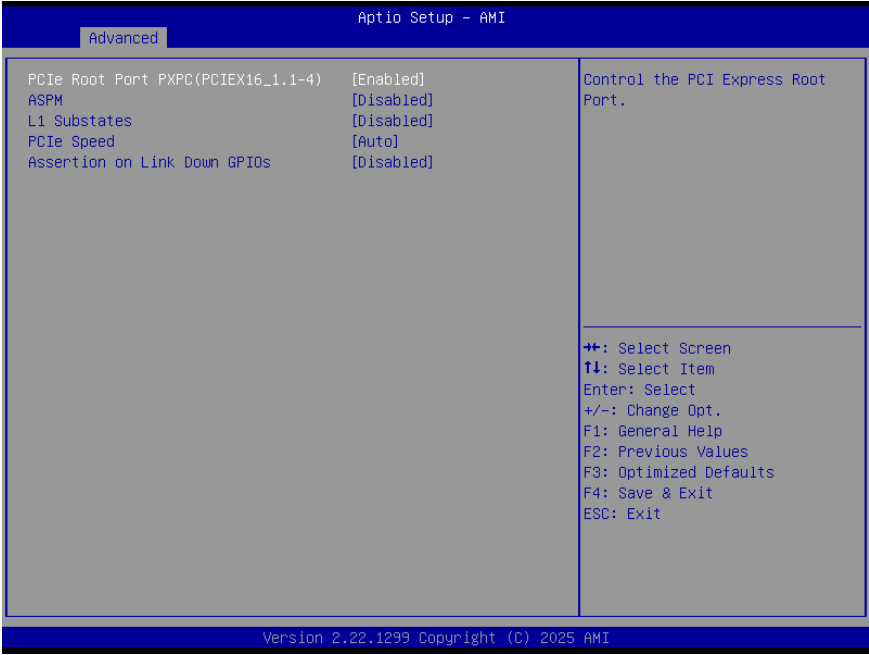 Aptio Setup – AMI
Advanced
PCIe Root Port PXPC(PCIEX16_1.1-4) [Enabled]
ASPM [Disabled]
L1 Substates [Disabled]
PCIe Speed [Auto]
Assertion on Link Down GPIOs [Disabled]
Control the PCI Express Root
Port.
→←: Select Screen
↑↓: Select Item
Enter: Select
+/-: Change Opt.
F1: General Help
F2: Previous Values
F3: Optimized Defaults
F4: Save & Exit
ESC: Exit
Version 2.22.1299 Copyright (C) 2025 AMI